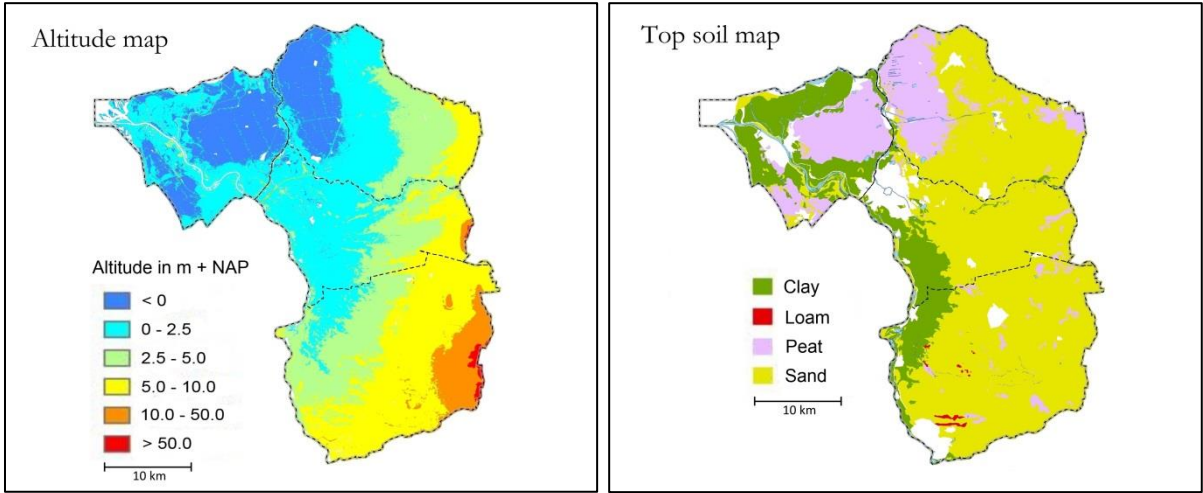 Altitude map
Altitude in m + NAP
< 0
0 - 2.5
2.5 - 5.0
5.0 - 10.0
10.0 - 50.0
> 50.0
10 km
Top soil map
Clay
Loam
Peat
Sand
10 km